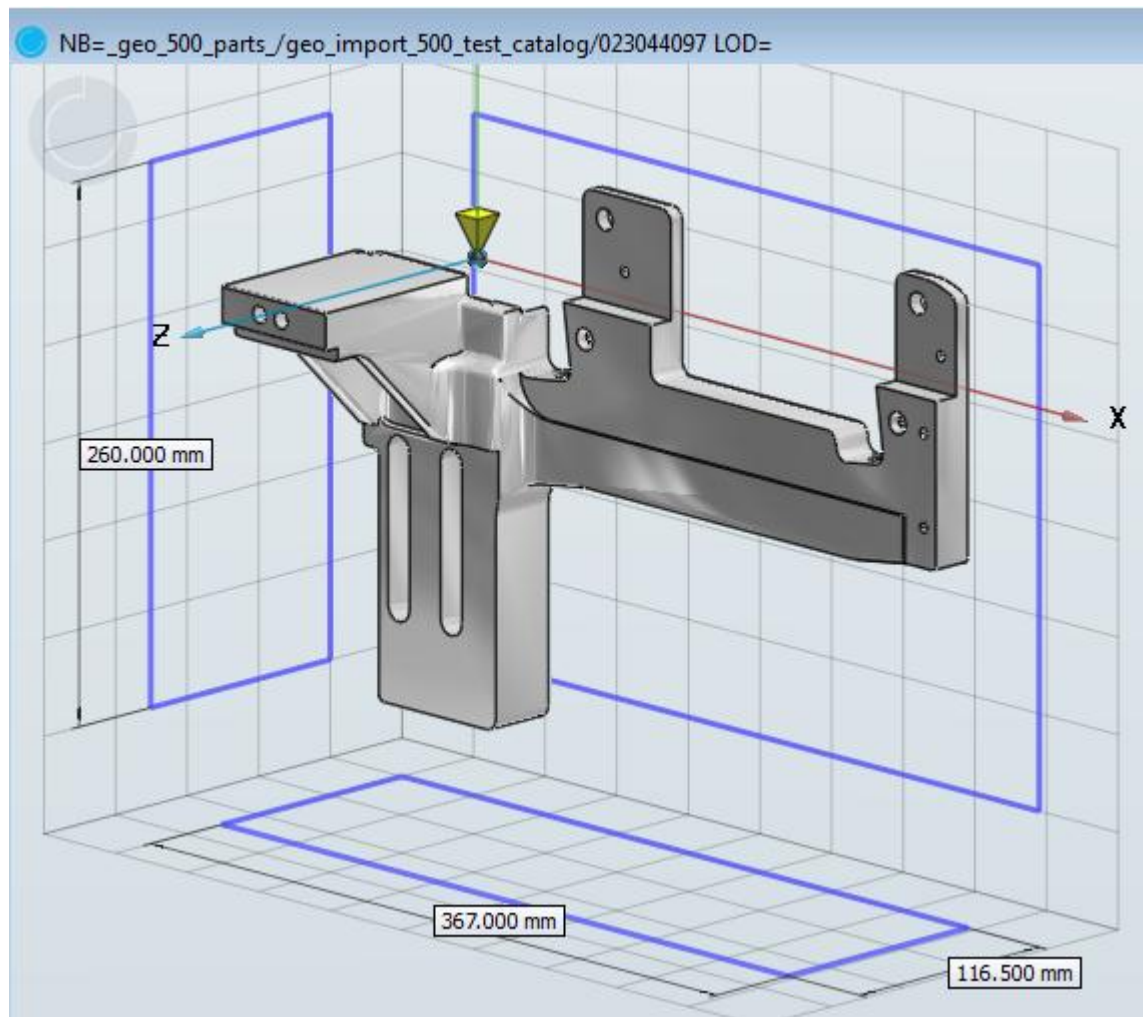 NB=_geo_500_parts_/geo_import_500_test_catalog/023044097 LOD=
Z
X
260.000 mm
367.000 mm
116.500 mm